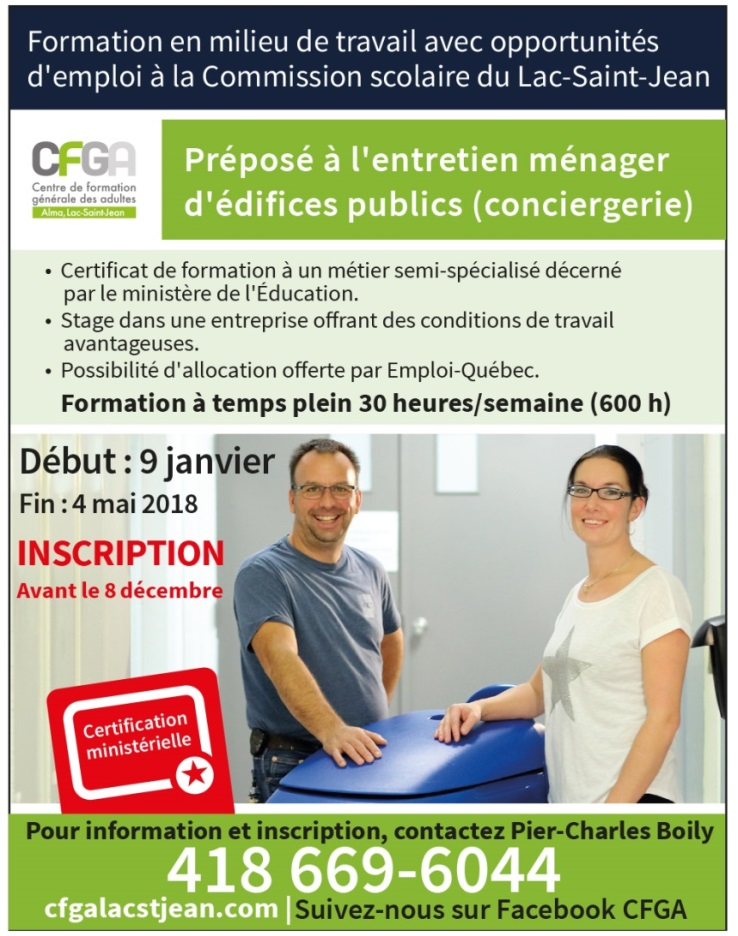 Formation en milieu de travail avec opportunités
d'emploi à la Commission scolaire du Lac-Saint-Jean
CFGA
Centre de formation
générale des adultes
Alma, Lac-Saint-Jean
Préposé à l'entretien ménager
d'édifices publics (conciergerie)
• Certificat de formation à un métier semi-spécialisé décerné
par le ministère de l'Éducation.
• Stage dans une entreprise offrant des conditions de travail
avantageuses.
• Possibilité d'allocation offerte par Emploi-Québec.
Formation à temps plein 30 heures/semaine (600 h)
Début : 9 janvier
Fin : 4 mai 2018
INSCRIPTION
Avant le 8 décembre
Certification
ministérielle
Pour information et inscription, contactez Pier-Charles Boily
418 669-6044
cfgalacstjean.com | Suivez-nous sur Facebook CFGA